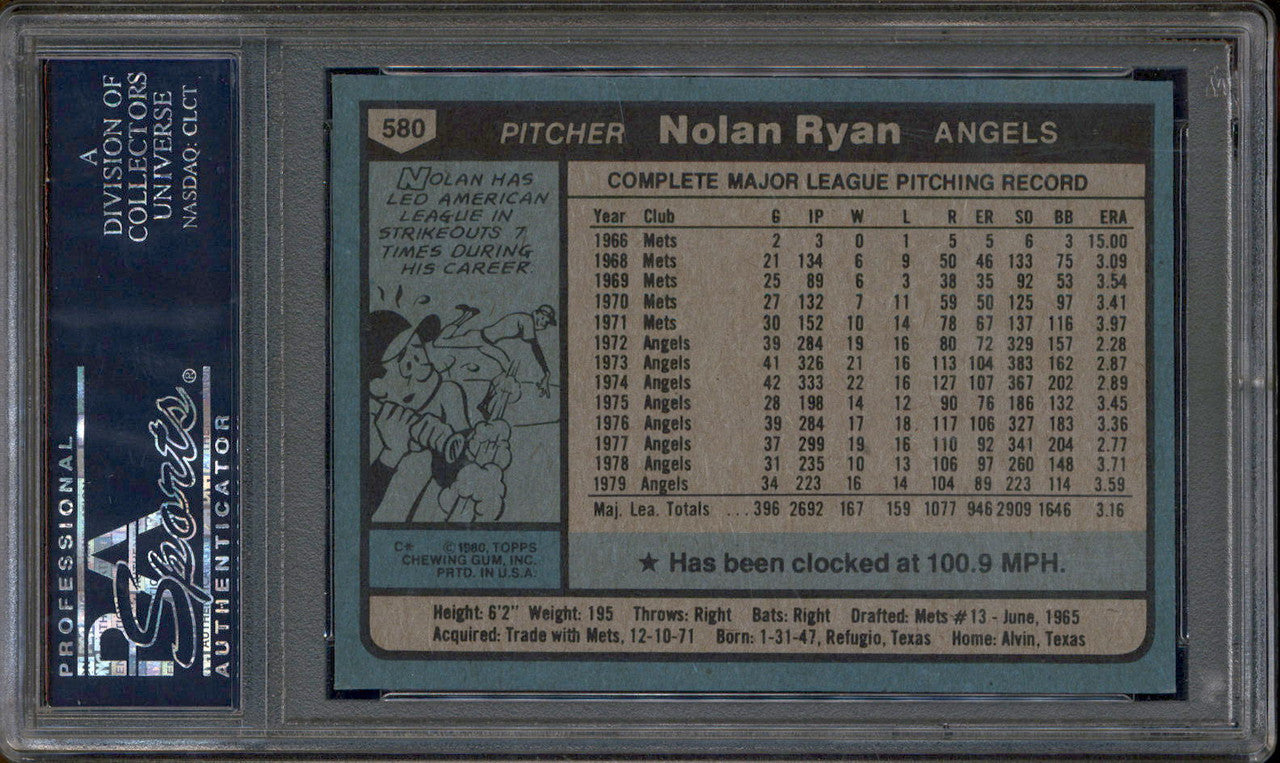 A
DIVISION OF
COLLECTORS
UNIVERSE
NASDAQ: CLCT
PROFESSIONAL
PSA
Sports®
AUTHENTICATOR
580 PITCHER Nolan Ryan ANGELS
NOLAN HAS
LED AMERICAN
LEAGUE IN
STRIKEOUTS 7
TIMES DURING
HIS CAREER.
C* © 1980, TOPPS
CHEWING GUM, INC.
PRTD. IN U.S.A.
COMPLETE MAJOR LEAGUE PITCHING RECORD
Year Club G IP W L R ER SO BB ERA
1966 Mets 2 3 0 1 5 5 6 3 15.00
1968 Mets 21 134 6 9 50 46 133 75 3.09
1969 Mets 25 89 6 3 38 35 92 53 3.54
1970 Mets 27 132 7 11 59 50 125 97 3.41
1971 Mets 30 152 10 14 78 67 137 116 3.97
1972 Angels 39 284 19 16 80 72 329 157 2.28
1973 Angels 41 326 21 16 113 104 383 162 2.87
1974 Angels 42 333 22 16 127 107 367 202 2.89
1975 Angels 28 198 14 12 90 76 186 132 3.45
1976 Angels 39 284 17 18 117 106 327 183 3.36
1977 Angels 37 299 19 16 110 92 341 204 2.77
1978 Angels 31 235 10 13 106 97 260 148 3.71
1979 Angels 34 223 16 14 104 89 223 114 3.59
Maj. Lea. Totals ...396 2692 167 159 1077 946 2909 1646 3.16
★ Has been clocked at 100.9 MPH.
Height: 6'2" Weight: 195 Throws: Right Bats: Right Drafted: Mets #13 - June, 1965
Acquired: Trade with Mets, 12-10-71 Born: 1-31-47, Refugio, Texas Home: Alvin, Texas